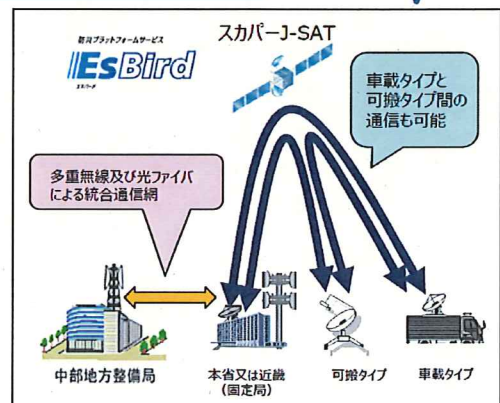 防災プラットフォームサービス
EsBird
エスバード
スカパーJ-SAT
車載タイプと
可搬タイプ間の
通信も可能
多重無線及び光ファイバ
による統合通信網
中部地方整備局
本省又は近畿
(固定局)
可搬タイプ
車載タイプ